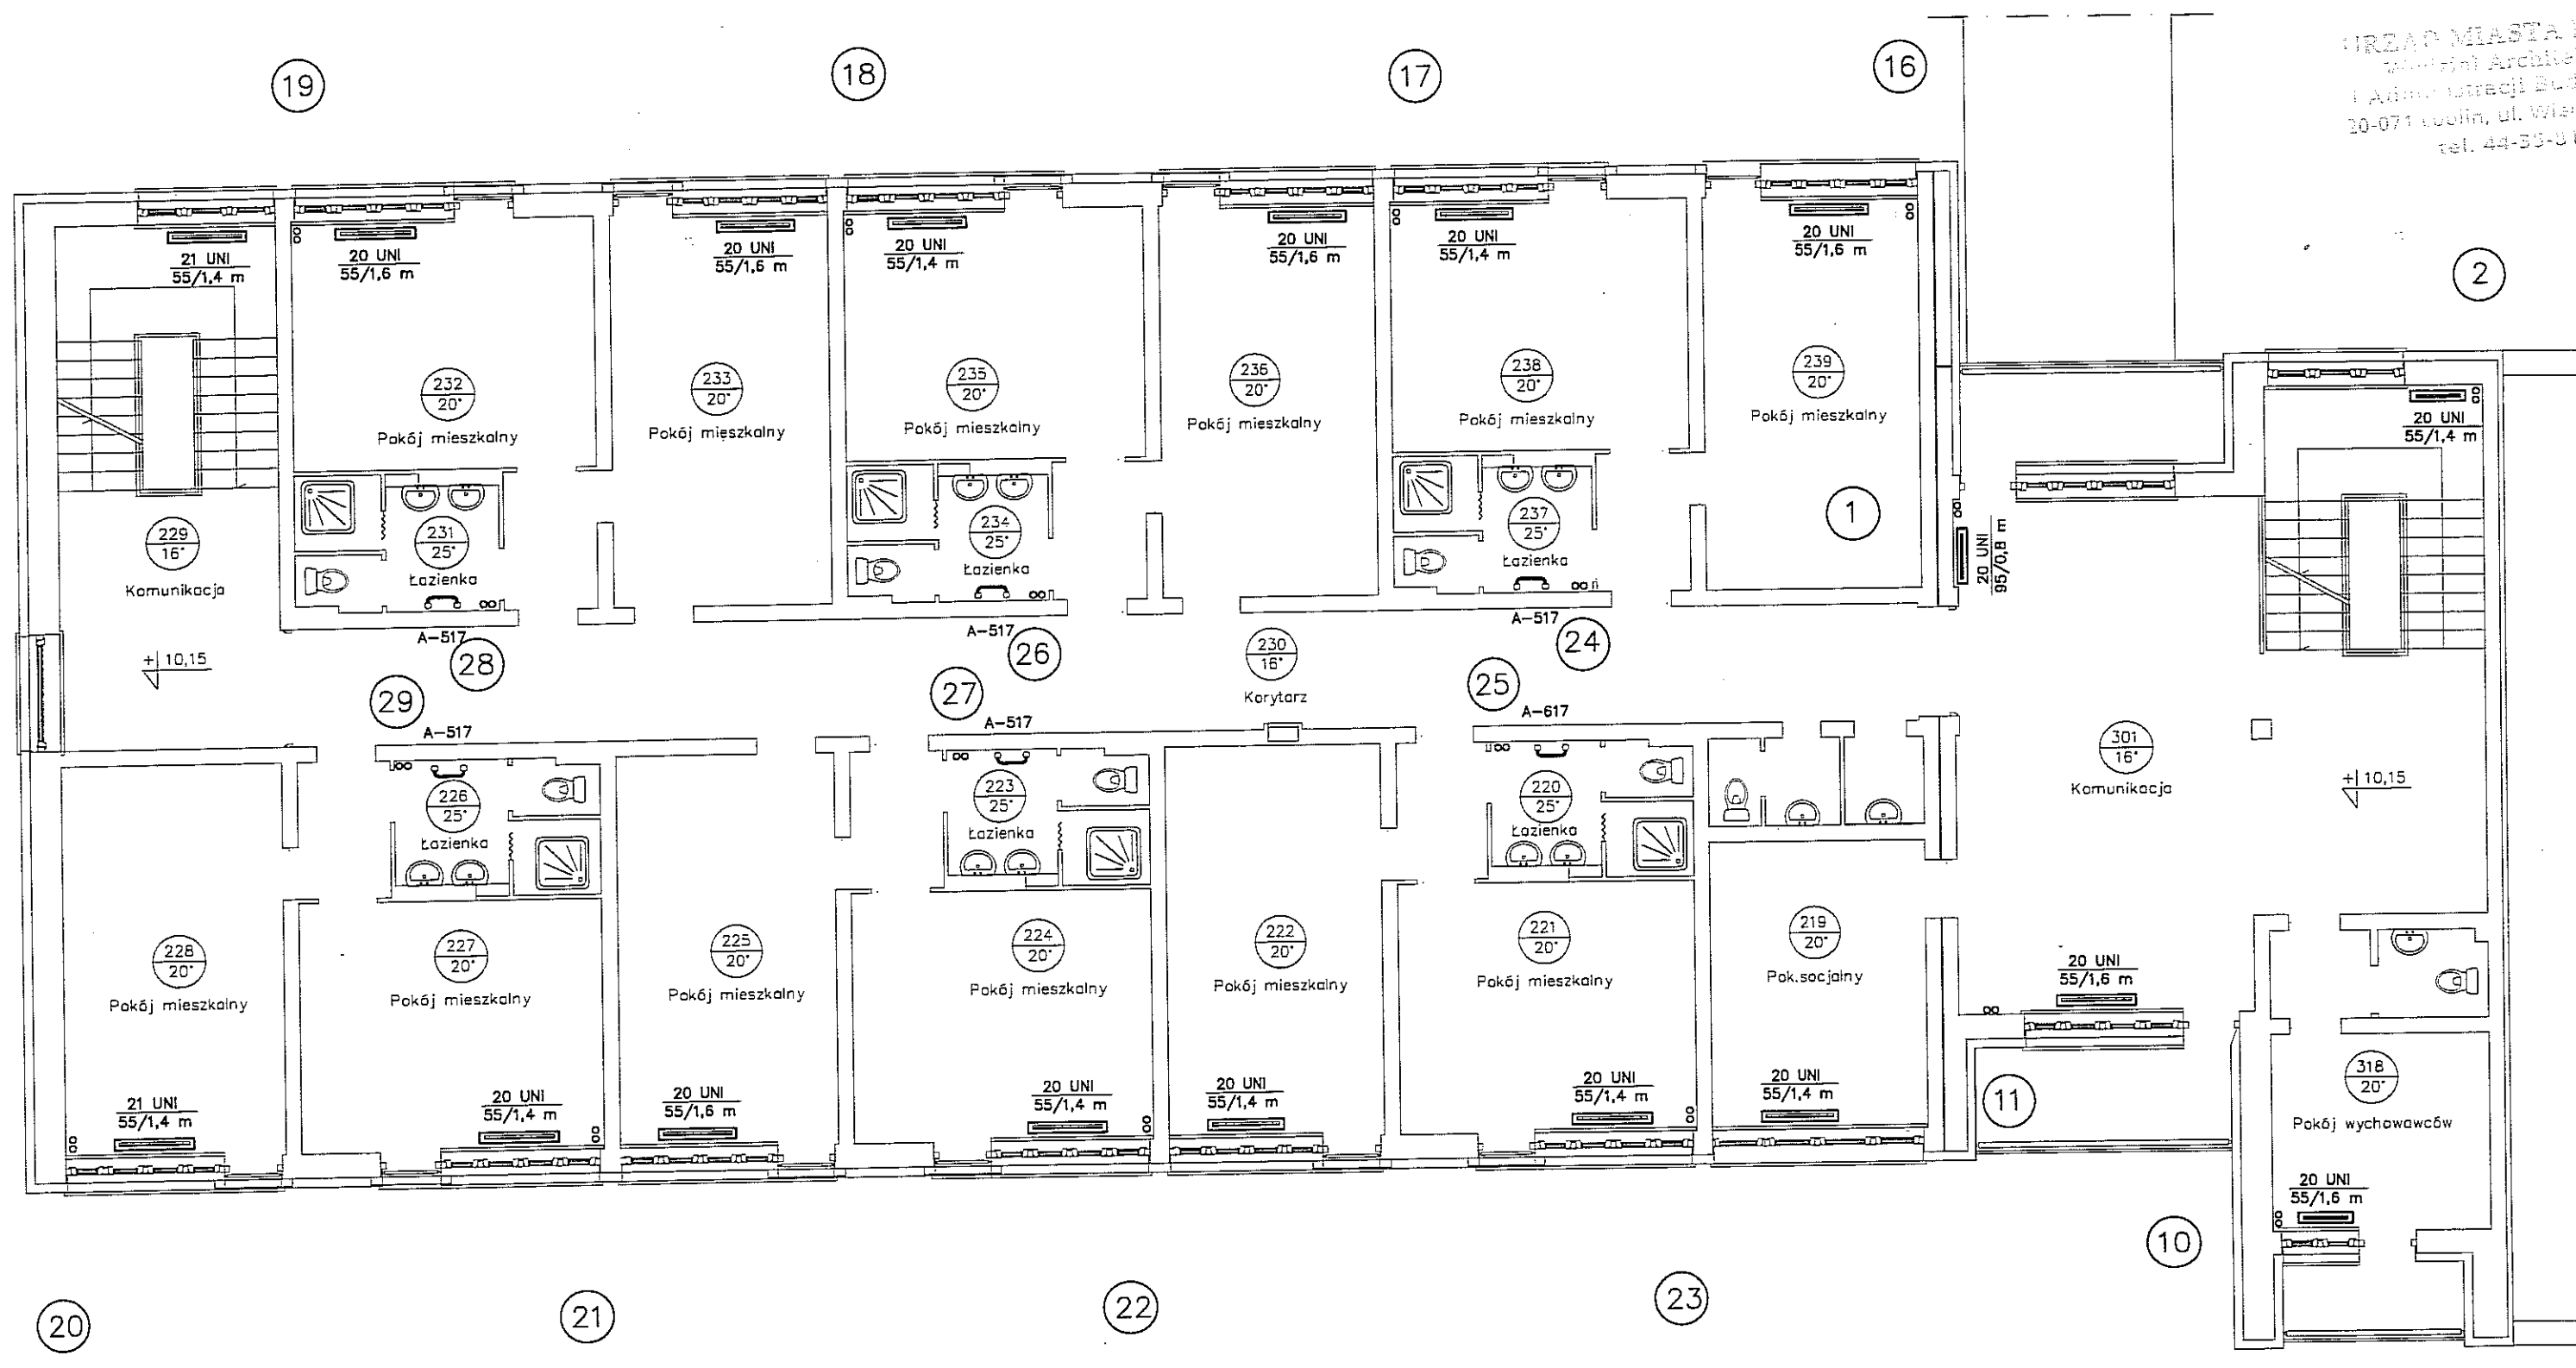 19
18
17
16
20-071
tel. 44-
2
21 UNI
55/1,4 m
20 UNI
55/1,6 m
20 UNI
55/1,6 m
20 UNI
55/1,4 m
20 UNI
55/1,6 m
20 UNI
55/1,4 m
20 UNI
55/1,6 m
20 UNI
55/1,4 m
232
20°
Pokój mieszkalny
233
20°
Pokój mieszkalny
235
20°
Pokój mieszkalny
236
20°
Pokój mieszkalny
238
20°
Pokój mieszkalny
239
20°
Pokój mieszkalny
1
229
16°
Komunikacja
231
25°
Łazienka
234
25°
Łazienka
237
25°
Łazienka
20 UNI
95/0,8 m
A-517
A-517
A-517
+10,15
28
26
230
16°
Korytarz
24
29
27
25
A-517
A-517
A-617
301
16°
Komunikacja
+10,15
226
25°
Łazienka
223
25°
Łazienka
220
25°
Łazienka
228
20°
Pokój mieszkalny
227
20°
Pokój mieszkalny
225
20°
Pokój mieszkalny
224
20°
Pokój mieszkalny
222
20°
Pokój mieszkalny
221
20°
Pokój mieszkalny
219
20°
Pok.socjalny
20 UNI
55/1,6 m
21 UNI
55/1,4 m
20 UNI
55/1,4 m
20 UNI
55/1,6 m
20 UNI
55/1,4 m
20 UNI
55/1,4 m
20 UNI
55/1,4 m
20 UNI
55/1,4 m
11
318
20°
Pokój wychowawców
20 UNI
55/1,6 m
10
20
21
22
23